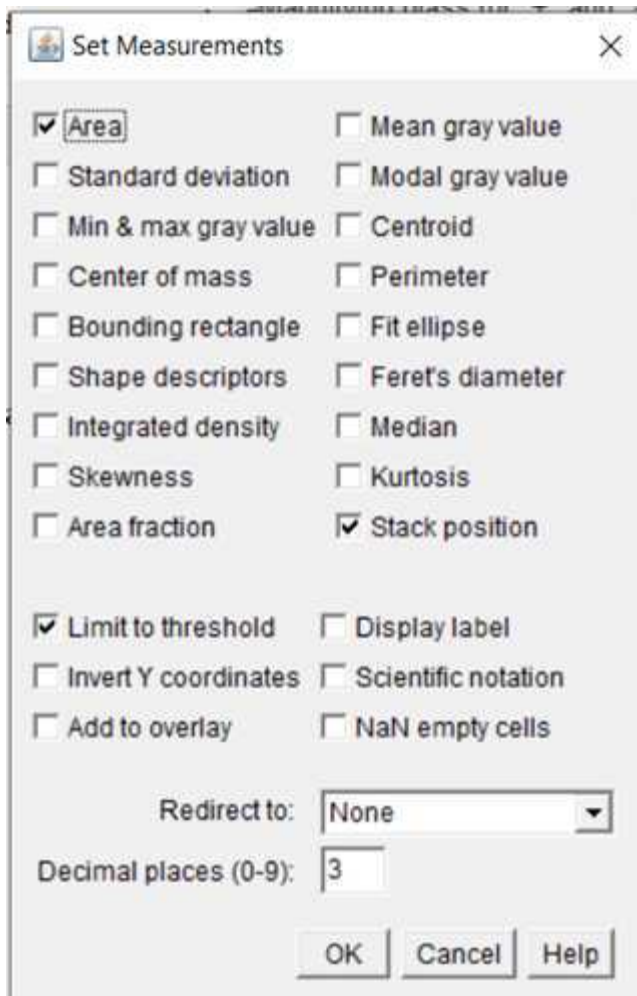 Set Measurements
Area Mean gray value
Standard deviation Modal gray value
Min & max gray value Centroid
Center of mass Perimeter
Bounding rectangle Fit ellipse
Shape descriptors Feret's diameter
Integrated density Median
Skewness Kurtosis
Area fraction Stack position
Limit to threshold Display label
Invert Y coordinates Scientific notation
Add to overlay NaN empty cells
Redirect to: None
Decimal places (0-9): 3
OK Cancel Help